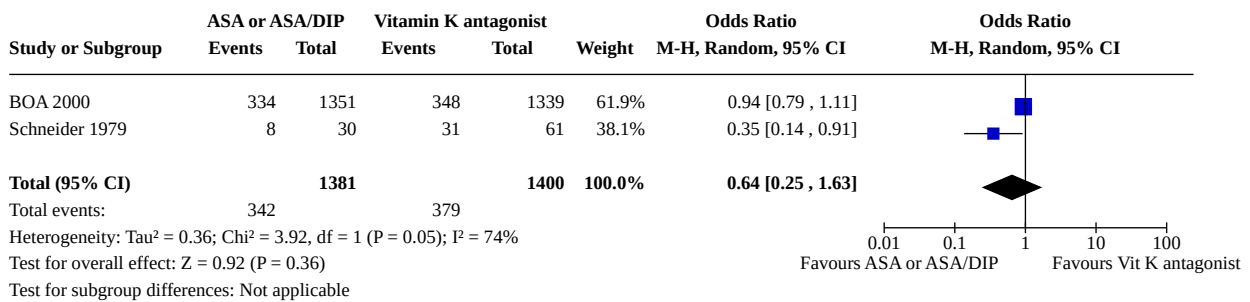 ASA or ASA/DIP Vitamin K antagonist Odds Ratio Odds Ratio
Study or Subgroup Events Total Events Total Weight M-H, Random, 95% CI M-H, Random, 95% CI
BOA 2000 334 1351 348 1339 61.9% 0.94 [0.79 , 1.11]
Schneider 1979 8 30 31 61 38.1% 0.35 [0.14 , 0.91]
Total (95% CI) 1381 1400 100.0% 0.64 [0.25 , 1.63]
Total events: 342 379
Heterogeneity: Tau² = 0.36; Chi² = 3.92, df = 1 (P = 0.05); I² = 74%
0.01 0.1 1 10 100
Test for overall effect: Z = 0.92 (P = 0.36) Favours ASA or ASA/DIP Favours Vit K antagonist
Test for subgroup differences: Not applicable